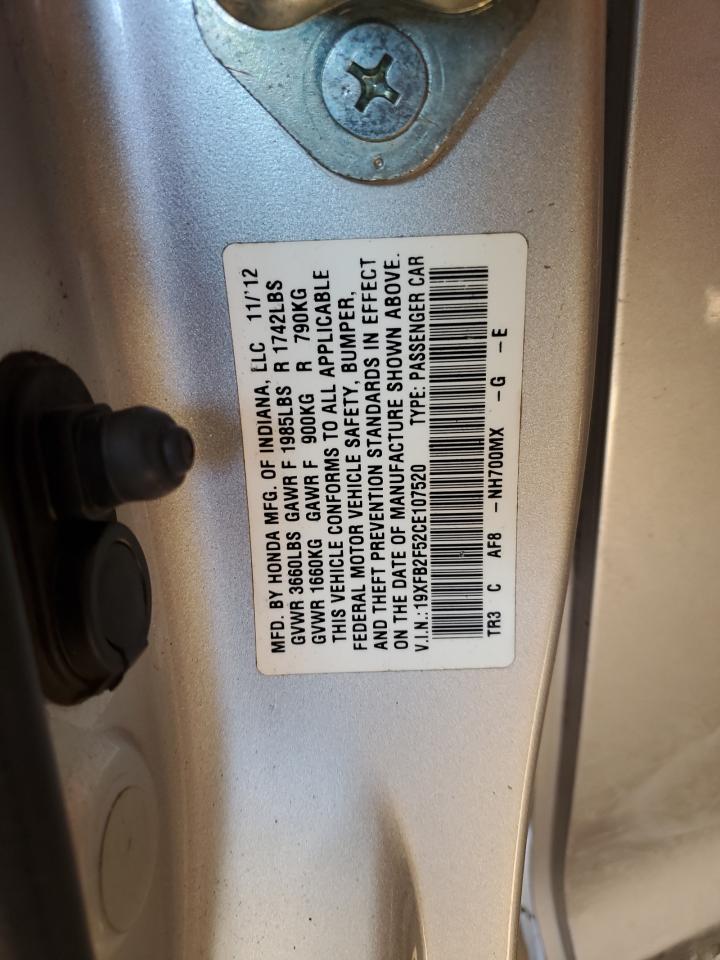 MFD. BY HONDA MFG. OF INDIANA, LLC 11/'12
GVWR 3660LBS GAWR F 1985LBS R 1742LBS
GVWR 1660KG GAWR F 900KG R 790KG
THIS VEHICLE CONFORMS TO ALL APPLICABLE
FEDERAL MOTOR VEHICLE SAFETY, BUMPER,
AND THEFT PREVENTION STANDARDS IN EFFECT
ON THE DATE OF MANUFACTURE SHOWN ABOVE.
V.I.N.:19XFB2F52CE107520 TYPE: PASSENGER CAR
TR3 C AF8 -NH700MX -G -E